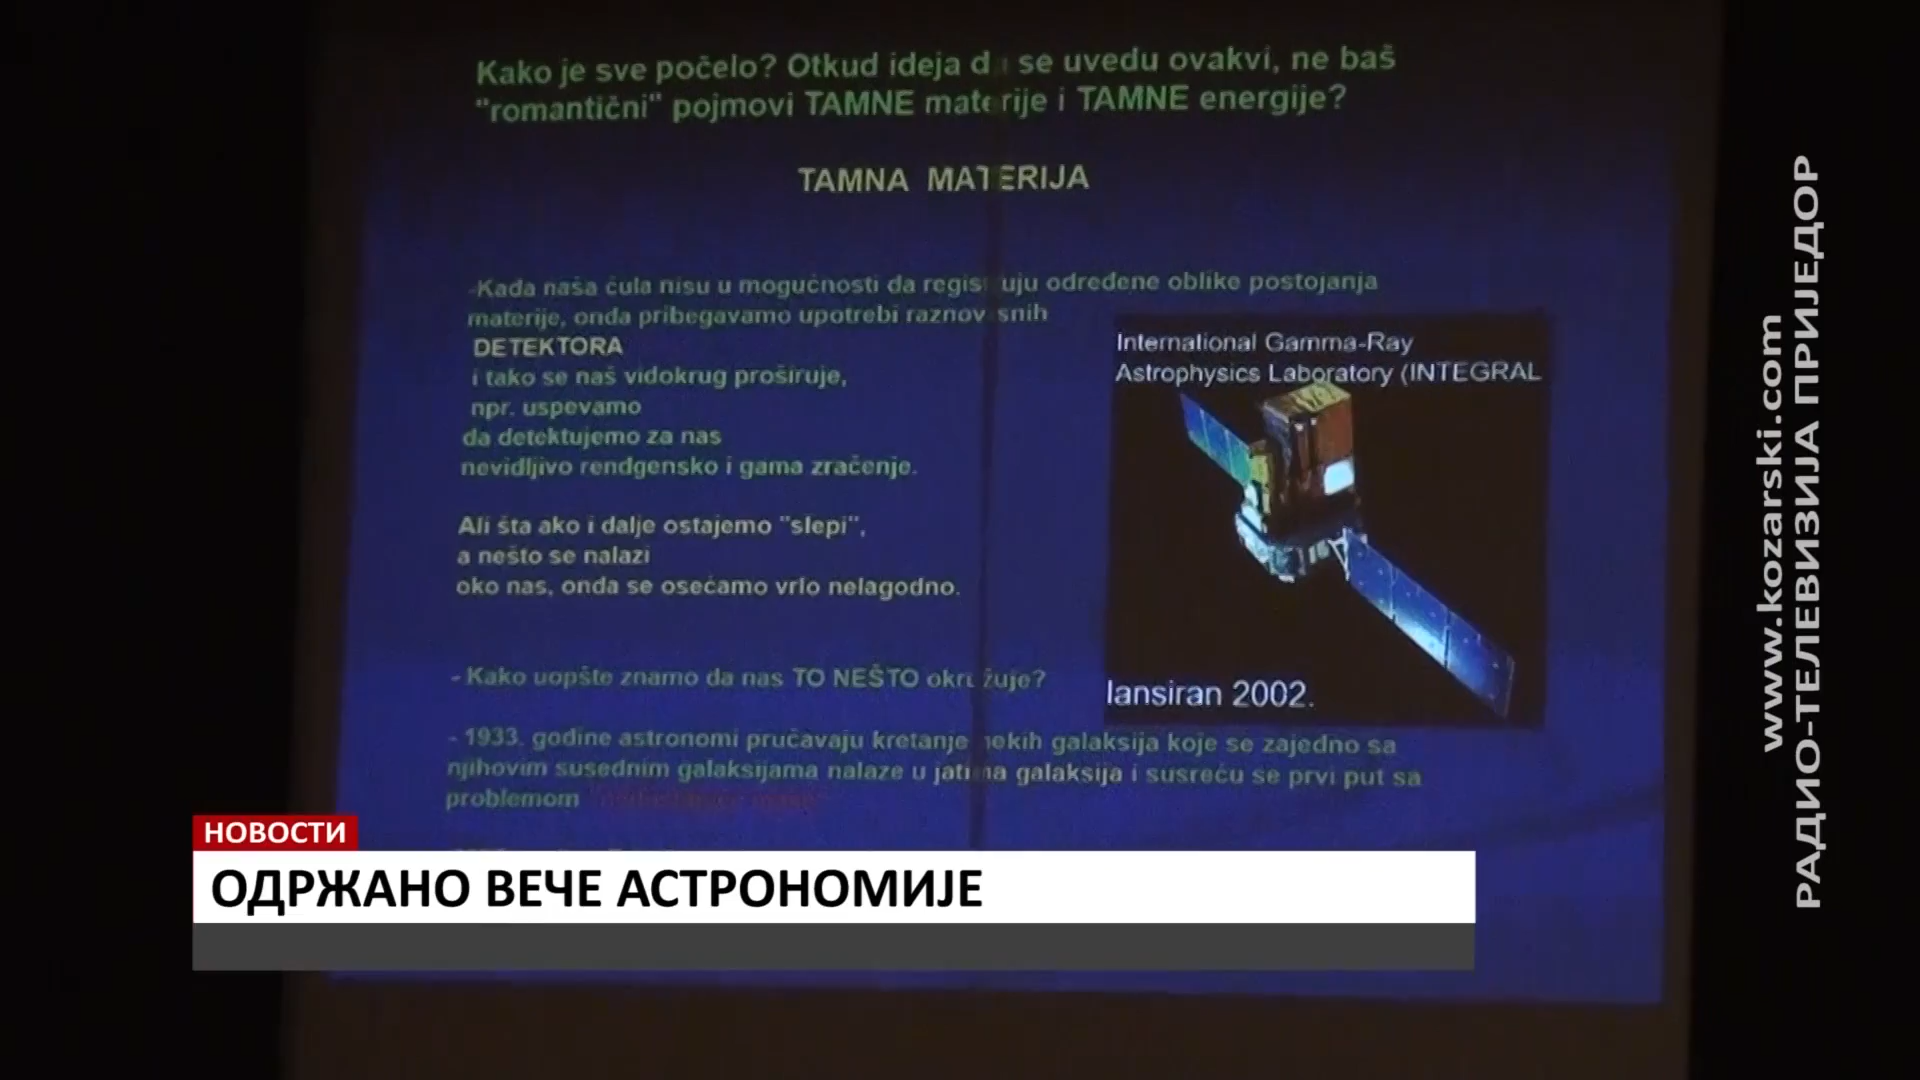 Kako je sve počelo? Otkud ideja da se uvedu ovakvi, ne baš
"romantični" pojmovi TAMNE materije i TAMNE energije?
TAMNA MATERIJA
-Kada naša čula nisu u mogućnosti da registruju određene oblike postojanja
materije, onda pribegavamo upotrebi raznovrsnih
DETEKTORA
i tako se naš vidokrug proširuje,
npr. uspevamo
da detektujemo za nas
nevidljivo rendgensko i gama zračenje.
Ali šta ako i dalje ostajemo "slepi",
a nešto se nalazi
oko nas, onda se osećamo vrlo nelagodno.
International Gamma-Ray
Astrophysics Laboratory (INTEGRAL
lansiran 2002.
- Kako uopšte znamo da nas TO NEŠTO okružuje?
- 1933. godine astronomi pručavaju kretanje nekih galaksija koje se zajedno sa
njihovim susednim galaksijama nalaze u jatima galaksija i susreću se prvi put sa
problemom
НОВОСТИ
ОДРЖАНО ВЕЧЕ АСТРОНОМИЈЕ
www.kozarski.com
РАДИО-ТЕЛЕВИЗИЈА ПРИЈЕДОР